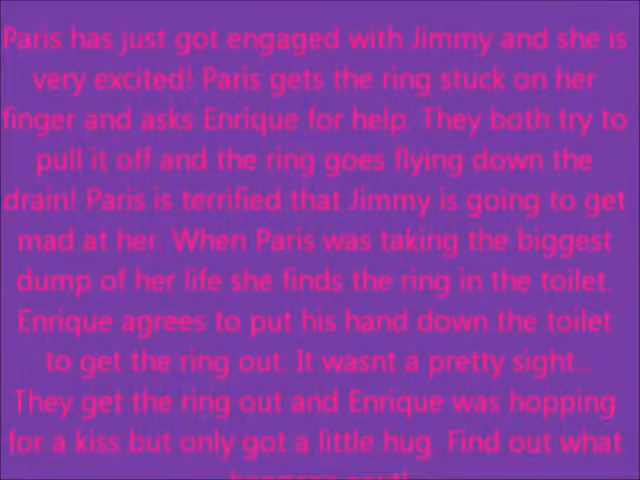 Paris has just got engaged with Jimmy and she is
very excited! Paris gets the ring stuck on her
finger and asks Enrique for help. They both try to
pull it off and the ring goes flying down the
drain! Paris is terrified that Jimmy is going to get
mad at her. When Paris was taking the biggest
dump of her life she finds the ring in the toilet.
Enrique agrees to put his hand down the toilet
to get the ring out. It wasnt a pretty sight...
They get the ring out and Enrique was hopping
for a kiss but only got a little hug. Find out what